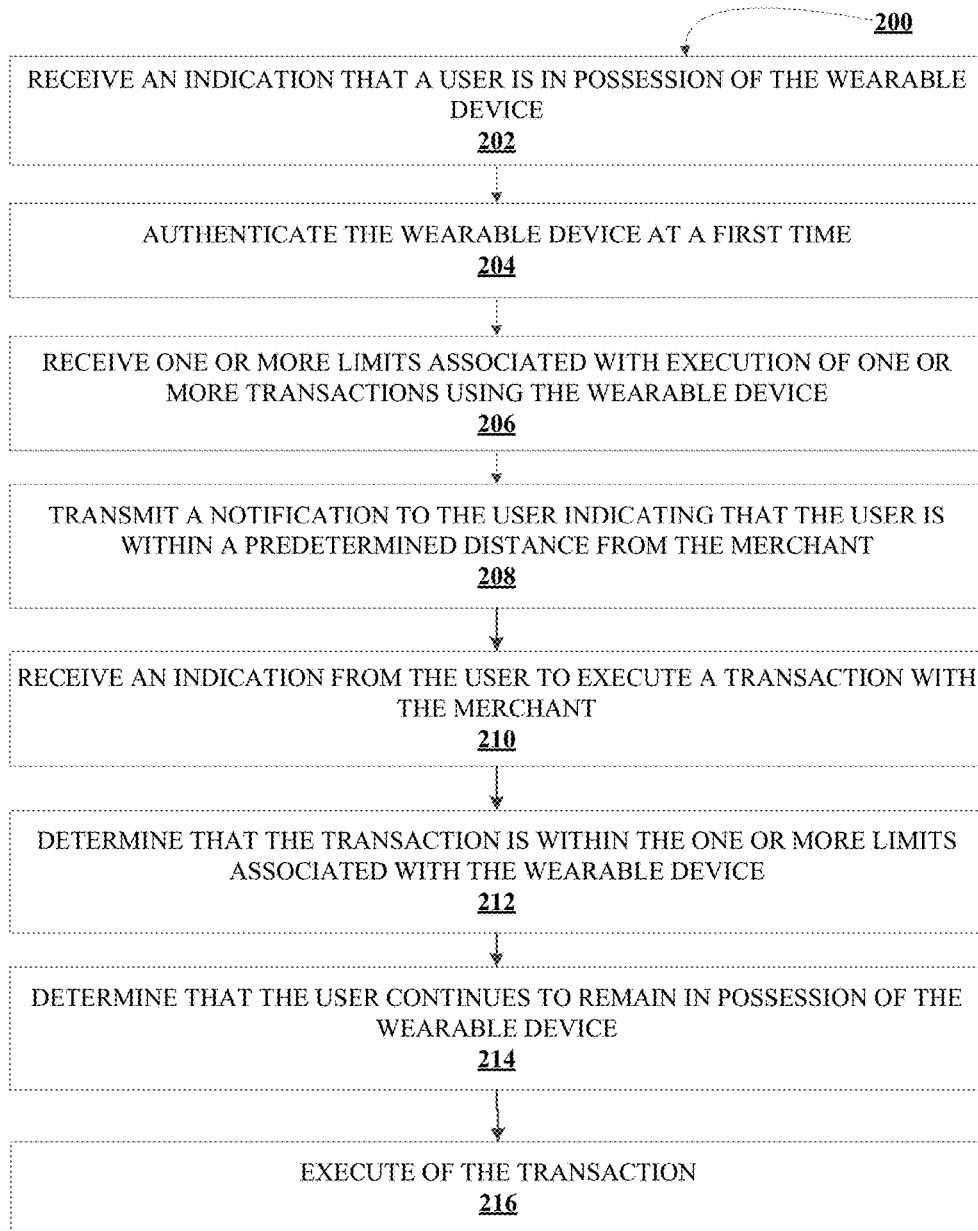 200
RECEIVE AN INDICATION THAT A USER IS IN POSSESSION OF THE WEARABLE
DEVICE
202
AUTHENTICATE THE WEARABLE DEVICE AT A FIRST TIME
204
RECEIVE ONE OR MORE LIMITS ASSOCIATED WITH EXECUTION OF ONE OR
MORE TRANSACTIONS USING THE WEARABLE DEVICE
206
TRANSMIT A NOTIFICATION TO THE USER INDICATING THAT THE USER IS
WITHIN A PREDETERMINED DISTANCE FROM THE MERCHANT
208
RECEIVE AN INDICATION FROM THE USER TO EXECUTE A TRANSACTION WITH
THE MERCHANT
210
DETERMINE THAT THE TRANSACTION IS WITHIN THE ONE OR MORE LIMITS
ASSOCIATED WITH THE WEARABLE DEVICE
212
DETERMINE THAT THE USER CONTINUES TO REMAIN IN POSSESSION OF THE
WEARABLE DEVICE
214
EXECUTE OF THE TRANSACTION
216